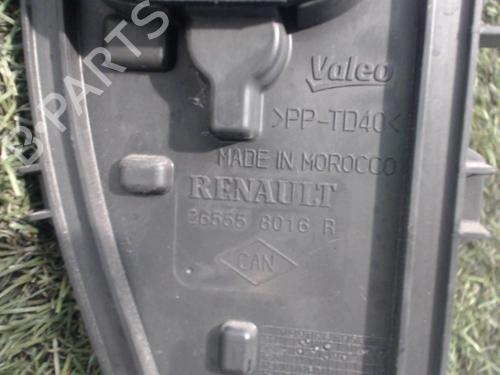 B-PARTS
Valeo
>PP-TD40<
MADE IN MOROCCO
RENAULT
26555 8016 R
CAN